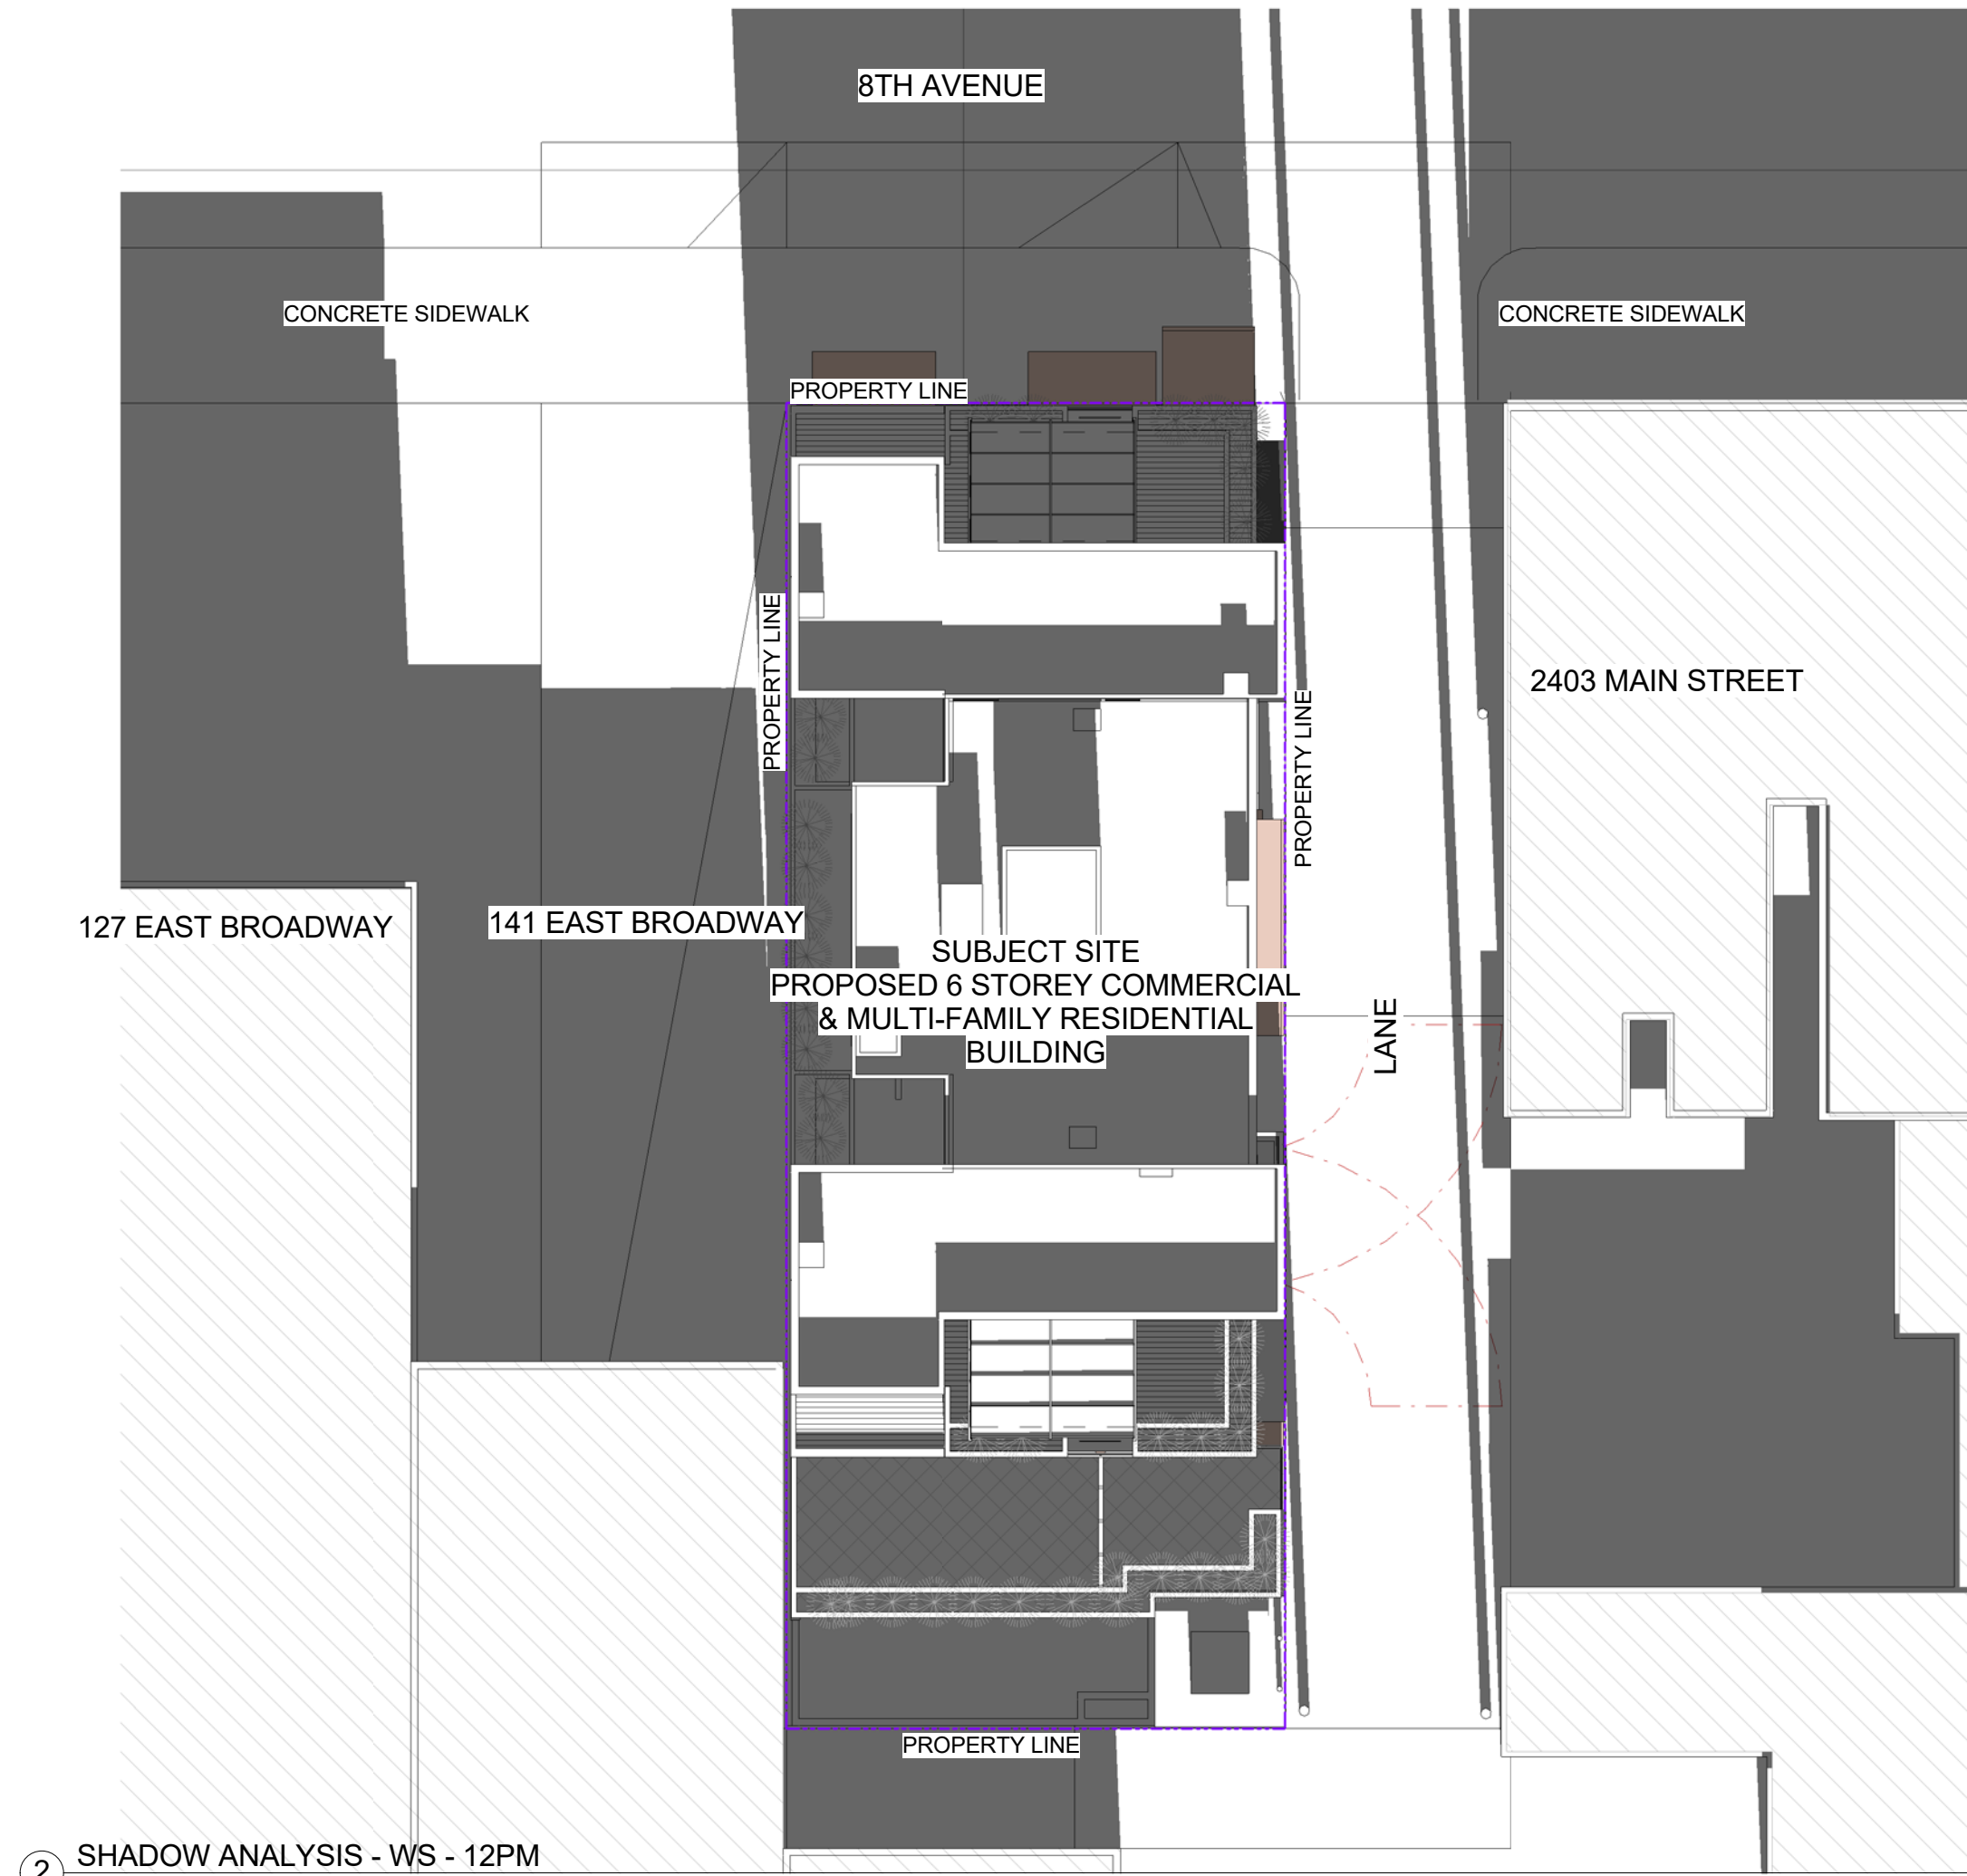 8TH AVENUE
CONCRETE SIDEWALK
CONCRETE SIDEWALK
PROPERTY LINE
PROPERTY LINE
PROPERTY LINE
2403 MAIN STREET
127 EAST BROADWAY
141 EAST BROADWAY
SUBJECT SITE
PROPOSED 6 STOREY COMMERCIAL
& MULTI-FAMILY RESIDENTIAL
BUILDING
LANE
PROPERTY LINE
2 SHADOW ANALYSIS - WS - 12PM